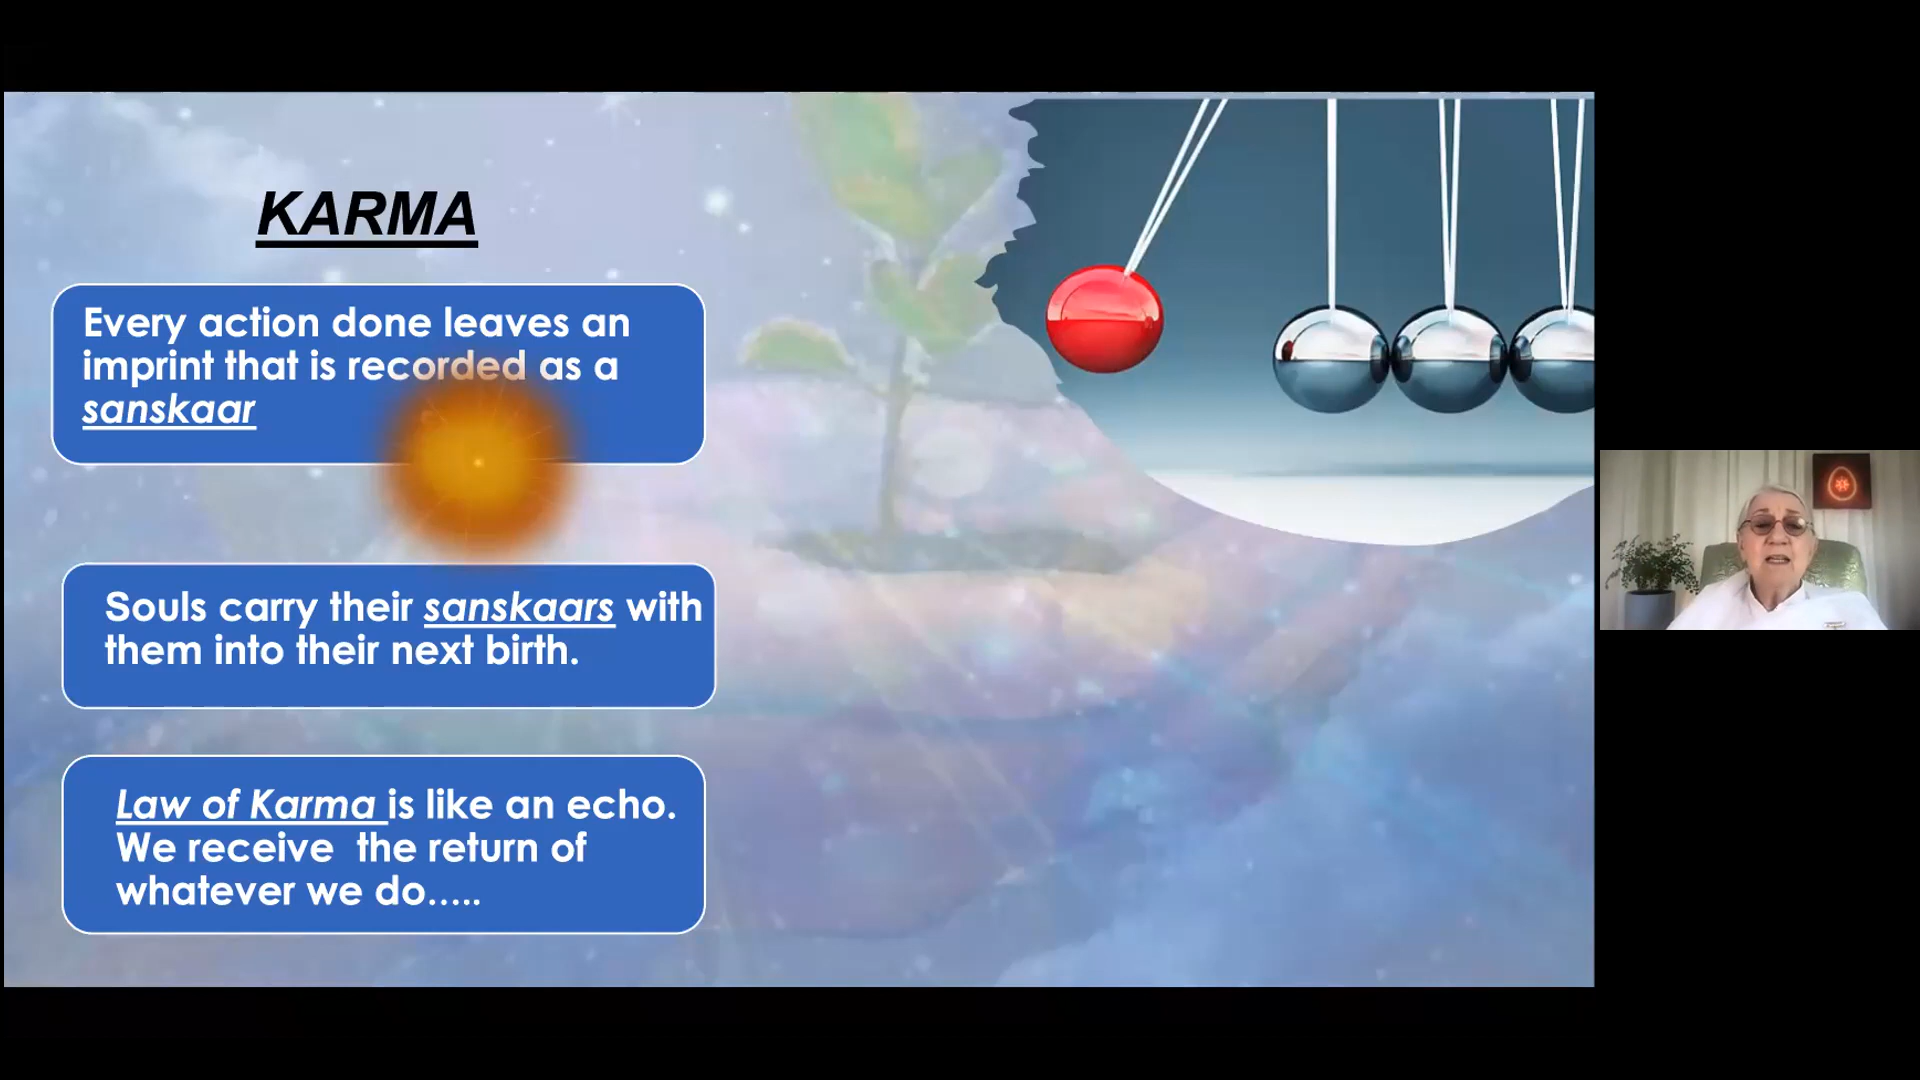 KARMA
Every action done leaves an
imprint that is recorded as a
sanskaar
Souls carry their sanskaars with
them into their next birth.
Law of Karma is like an echo.
We receive  the return of
whatever we do.....